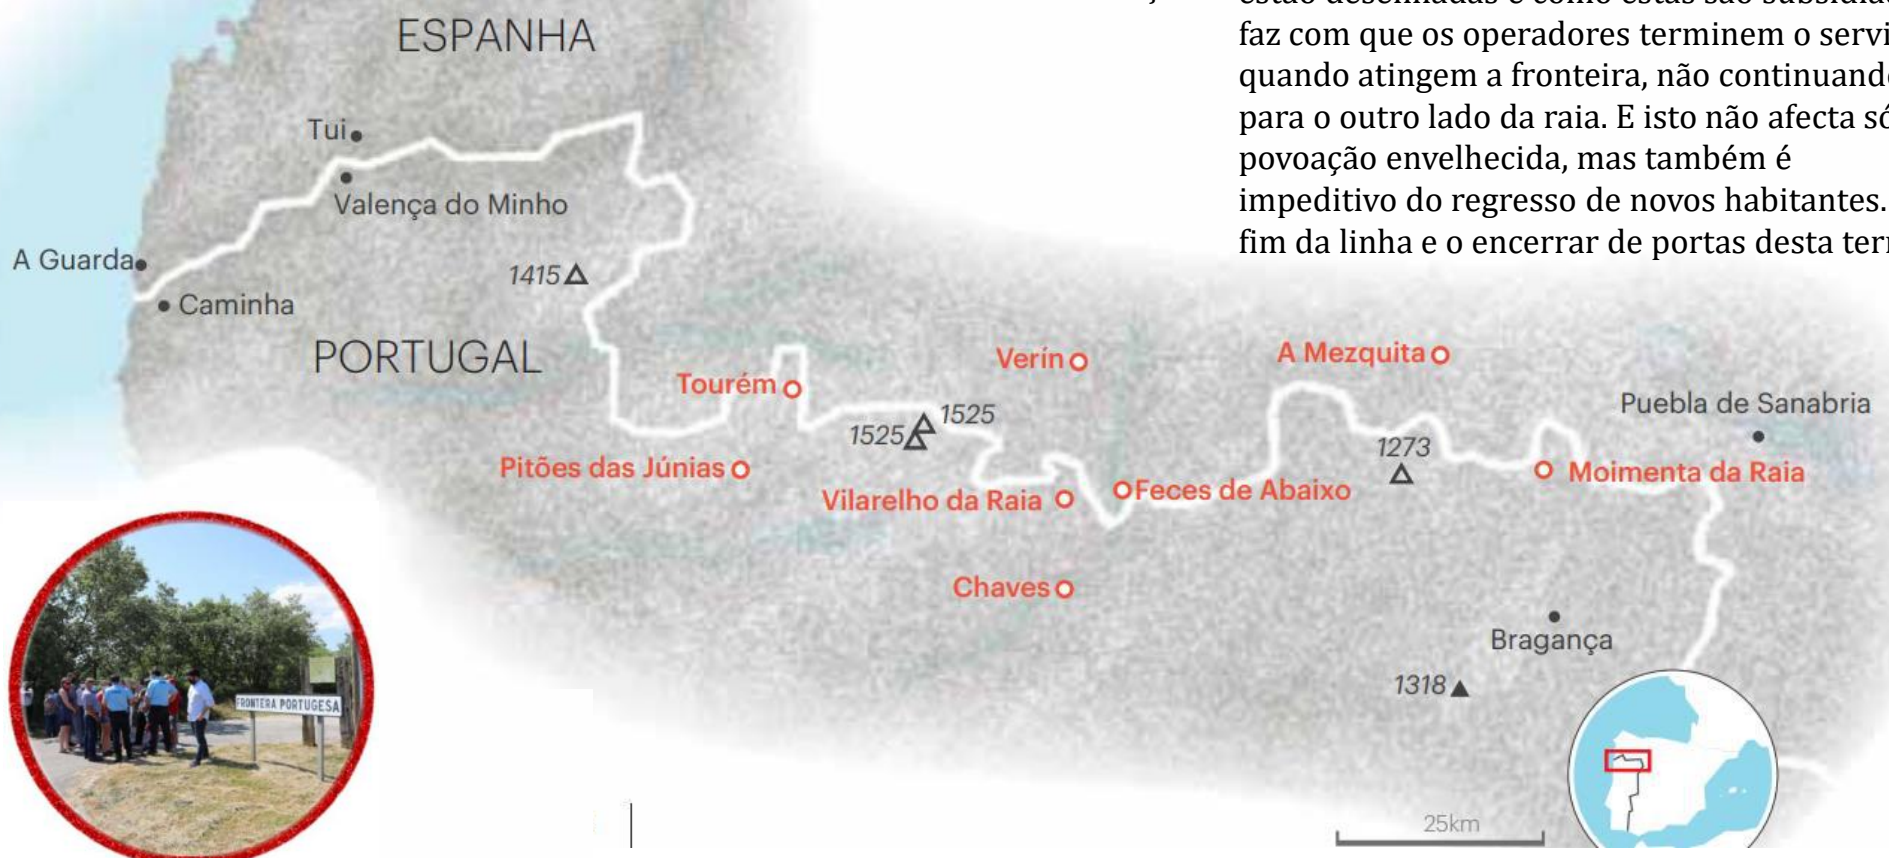 faz com que os operadores terminem o servi
quando atingem a fronteira, não continuand
para o outro lado da raia. E isto não afecta só
povoação envelhecida, mas também é
impeditivo do regresso de novos habitantes.
fim da linha e o encerrar de portas desta ter
ESPANHA
Tui
Valença do Minho
A Guarda
Caminha
1415
PORTUGAL
Tourém
Verín
A Mezquita
Puebla de Sanabria
1525
1525
1273
Pitões das Júnias
Vilarelho da Raia
Feces de Abaixo
Moimenta da Raia
Chaves
Bragança
1318
FRONTERA PORTUGESA
25km